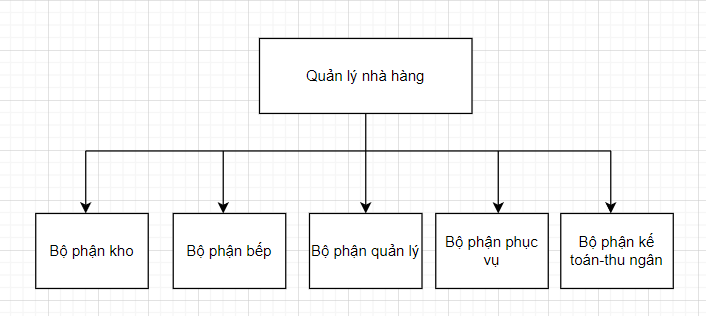 Quản lý nhà hàng
Bộ phận kho
Bộ phận bếp
Bộ phận quản lý
Bộ phận phục
vụ
Bộ phận kế
toán-thu ngân